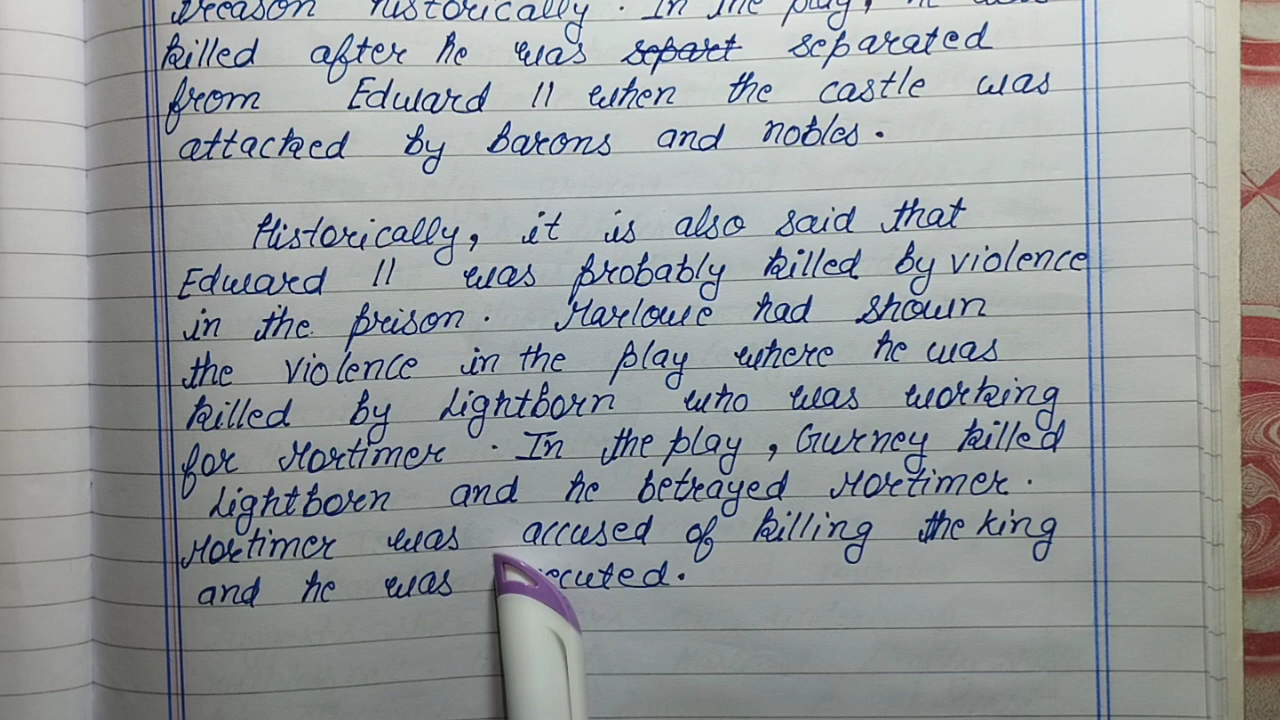 treason historically. In the play, he was
killed after he was separt separated
from Edward II when the castle was
attacked by barons and nobles.
Historically, it is also said that
Edward II was probably killed by violence
in the prison. Marlowe had shown
the violence in the play where he was
killed by Lightborn who was working
for Mortimer. In the play, Gurney killed
Lightborn and he betrayed Mortimer.
Mortimer was accused of killing the king
and he was